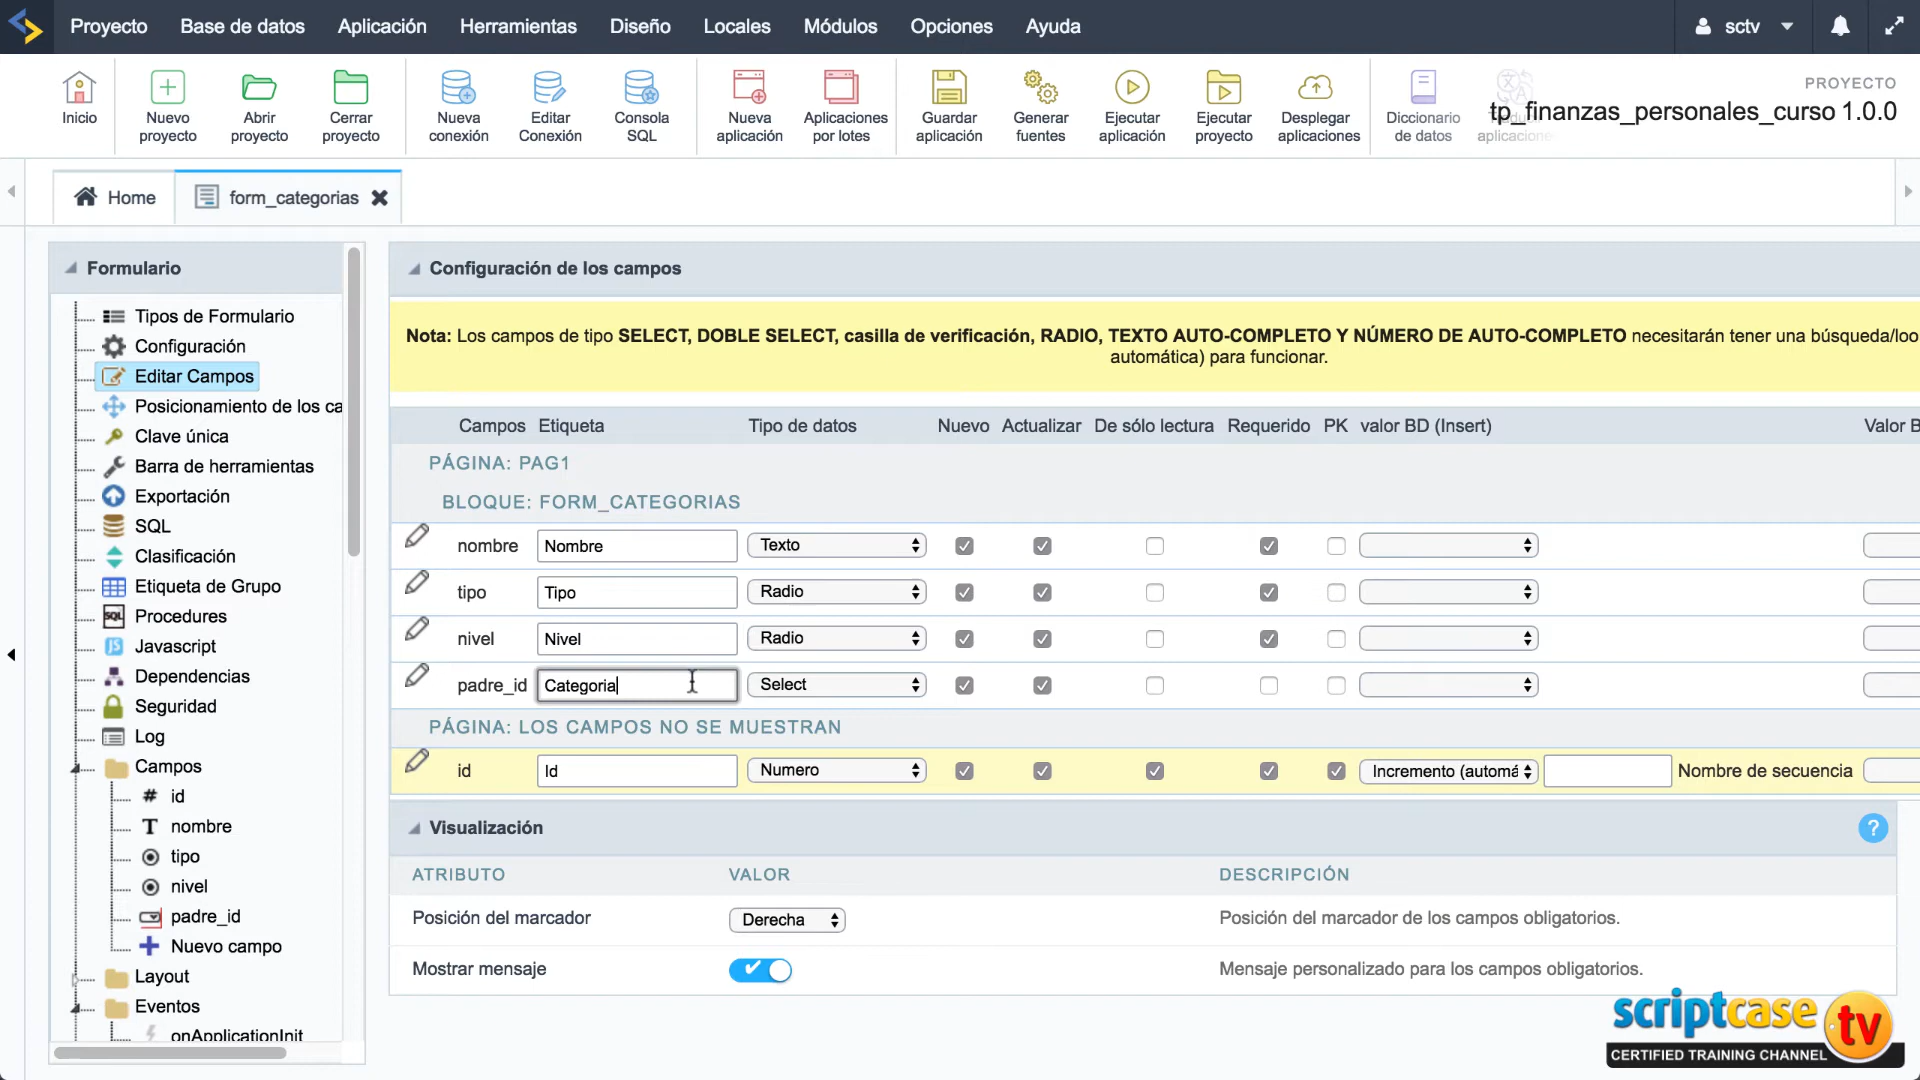 Proyecto Base de datos Aplicación Herramientas Diseño Locales Módulos Opciones Ayuda sctv
Inicio
Nuevo proyecto
Abrir proyecto
Cerrar proyecto
Nueva conexión
Editar Conexión
Consola SQL
Nueva aplicación
Aplicaciones por lotes
Guardar aplicación
Generar fuentes
Ejecutar aplicación
Ejecutar proyecto
Desplegar aplicaciones
Diccionario de datos
PROYECTO
tp_finanzas_personales_curso 1.0.0
Home
form_categorias
Formulario
Tipos de Formulario
Configuración
Editar Campos
Posicionamiento de los ca
Clave única
Barra de herramientas
Exportación
SQL
Clasificación
Etiqueta de Grupo
Procedures
Javascript
Dependencias
Seguridad
Log
Campos
id
nombre
tipo
nivel
padre_id
Nuevo campo
Layout
Eventos
onApplicationInit
Configuración de los campos
Nota: Los campos de tipo SELECT, DOBLE SELECT, casilla de verificación, RADIO, TEXTO AUTO-COMPLETO Y NÚMERO DE AUTO-COMPLETO necesitarán tener una búsqueda/loo
automática) para funcionar.
Campos Etiqueta Tipo de datos Nuevo Actualizar De sólo lectura Requerido PK valor BD (Insert) Valor B
PÁGINA: PAG1
BLOQUE: FORM_CATEGORIAS
nombre Nombre Texto
tipo Tipo Radio
nivel Nivel Radio
padre_id Categoria Select
PÁGINA: LOS CAMPOS NO SE MUESTRAN
id Id Numero Incremento (automá Nombre de secuencia
Visualización
?
ATRIBUTO VALOR DESCRIPCIÓN
Posición del marcador Derecha Posición del marcador de los campos obligatorios.
Mostrar mensaje Mensaje personalizado para los campos obligatorios.
scriptcase tv
CERTIFIED TRAINING CHANNEL